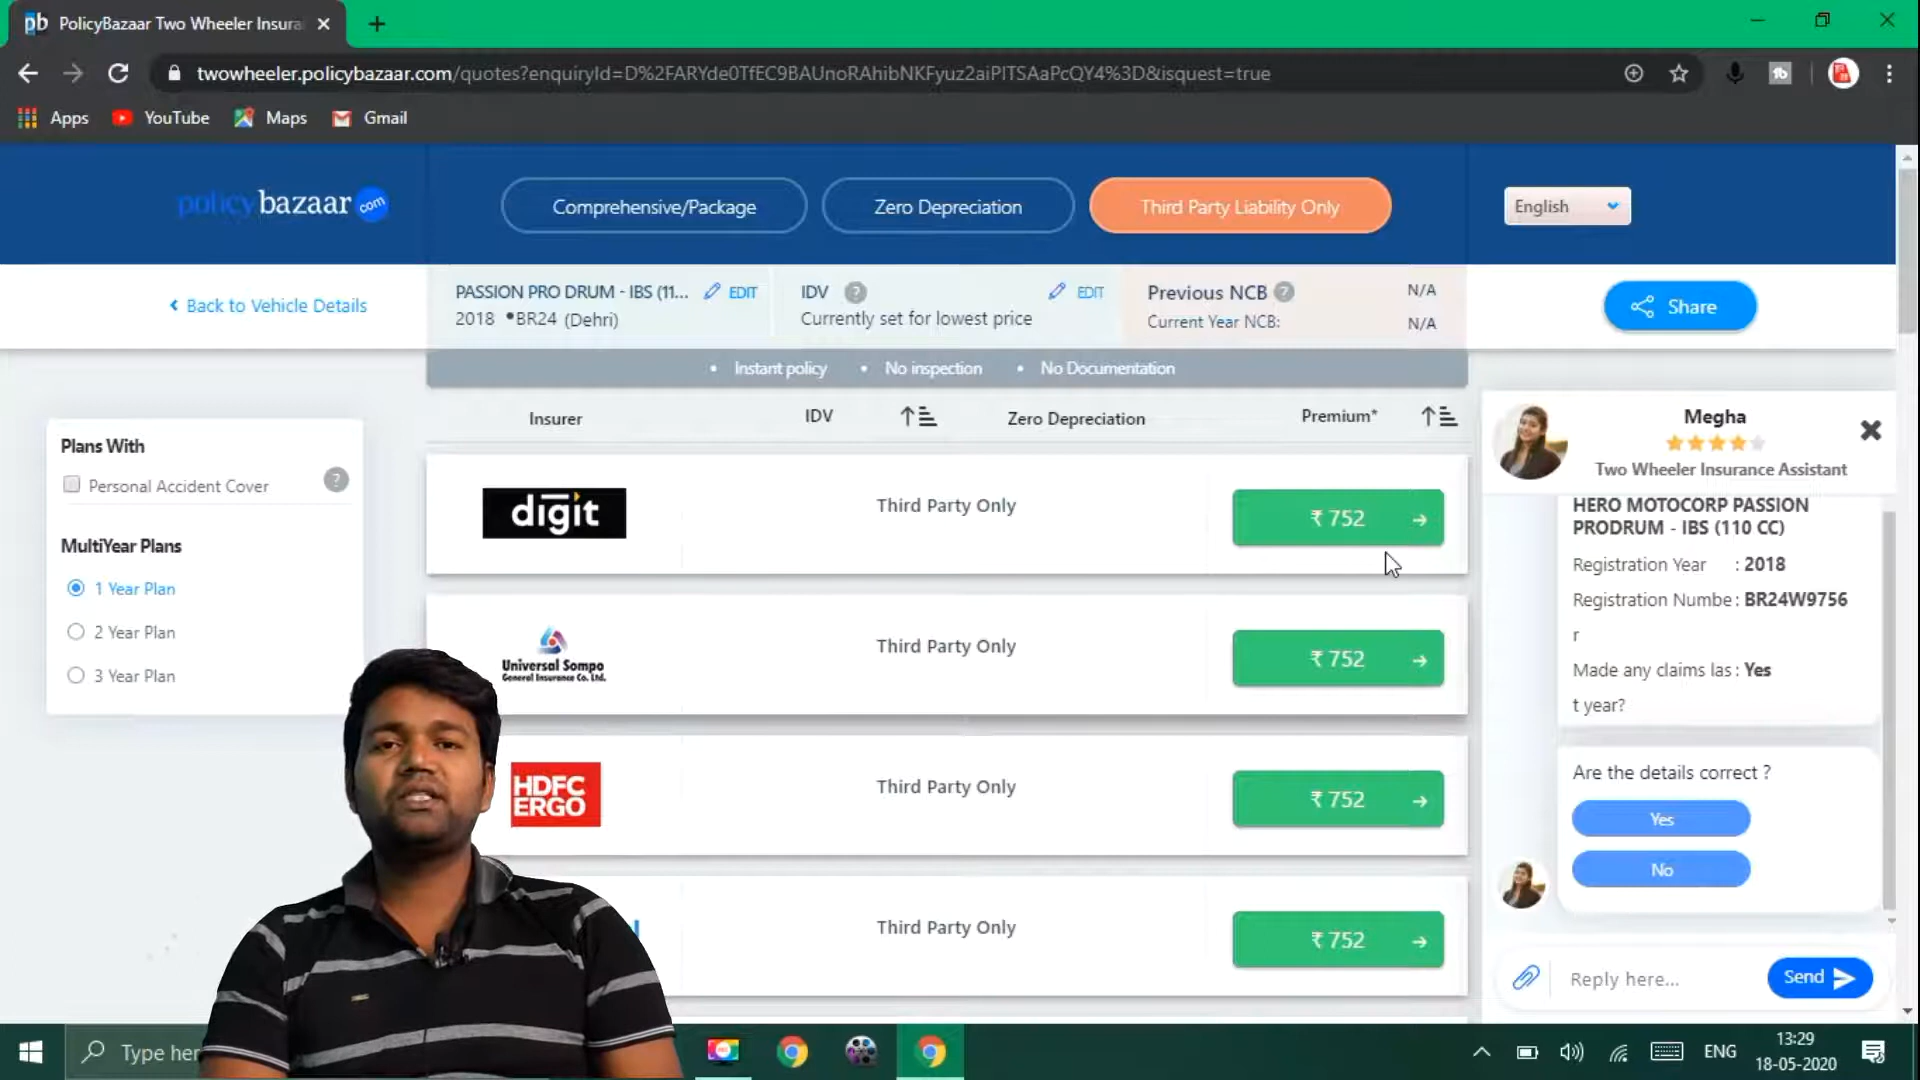 pb PolicyBazaar Two Wheeler Insura
twowheeler.policybazaar.com/quotes?enquiryId=D%2FARYde0TfEC9BAUnoRAhibNKFyuz2aiPITSAaPcQY4%3D&isquest=true
Apps YouTube Maps Gmail
policybazaar com
Comprehensive/Package
Zero Depreciation
Third Party Liability Only
English
Back to Vehicle Details
PASSION PRO DRUM - IBS (11... EDIT
2018 •BR24 (Dehri)
IDV ? EDIT
Currently set for lowest price
Previous NCB ? N/A
Current Year NCB: N/A
Share
• Instant policy • No inspection • No Documentation
Insurer IDV Zero Depreciation Premium*
Plans With
Personal Accident Cover ?
MultiYear Plans
1 Year Plan
2 Year Plan
3 Year Plan
digit Third Party Only ₹ 752
Universal Sompo
General Insurance Co. Ltd.
Third Party Only ₹ 752
HDFC
ERGO
Third Party Only ₹ 752
Third Party Only ₹ 752
Megha
Two Wheeler Insurance Assistant
HERO MOTOCORP PASSION
PRODRUM - IBS (110 CC)
Registration Year : 2018
Registration Numbe : BR24W9756
r
Made any claims las : Yes
t year?
Are the details correct ?
Yes
No
Reply here...
Send
Type her
ENG
13:29
18-05-2020